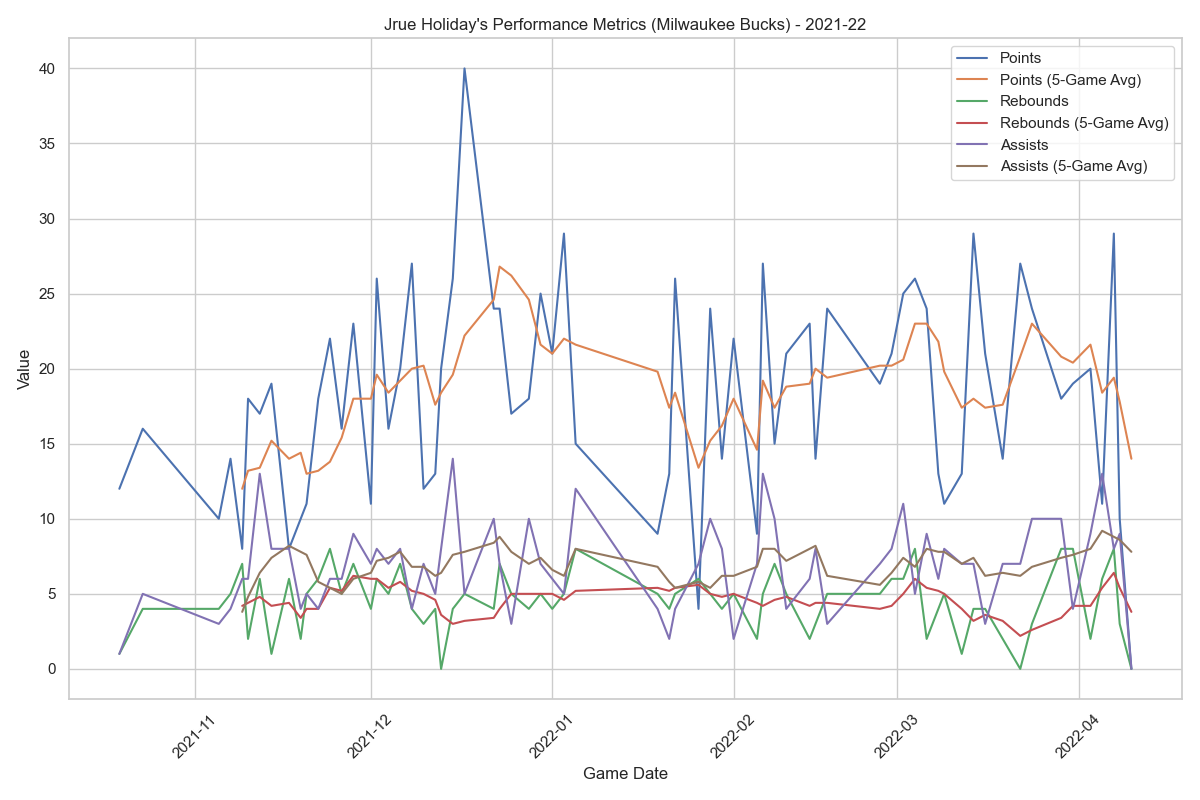 Jrue Holiday's Performance Metrics (Milwaukee Bucks) - 2021-22
Points
Points (5-Game Avg)
Rebounds
Rebounds (5-Game Avg)
Assists
Assists (5-Game Avg)
Value
40
35
30
25
20
15
10
5
0
2021-11
2021-12
2022-01
2022-02
2022-03
2022-04
Game Date